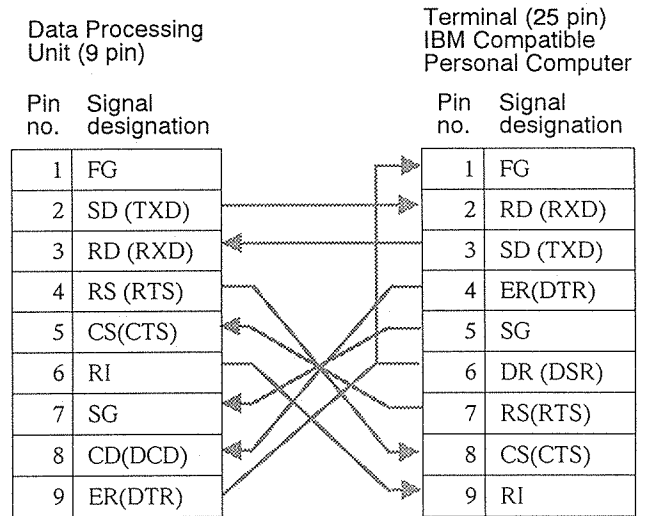 Data Processing
Unit (9 pin)
Terminal (25 pin)
IBM Compatible
Personal Computer
Pin Signal
no. designation
1 FG
2 SD (TXD)
3 RD (RXD)
4 RS (RTS)
5 CS(CTS)
6 RI
7 SG
8 CD(DCD)
9 ER(DTR)
Pin Signal
no. designation
1 FG
2 RD (RXD)
3 SD (TXD)
4 ER(DTR)
5 SG
6 DR (DSR)
7 RS(RTS)
8 CS(CTS)
9 RI